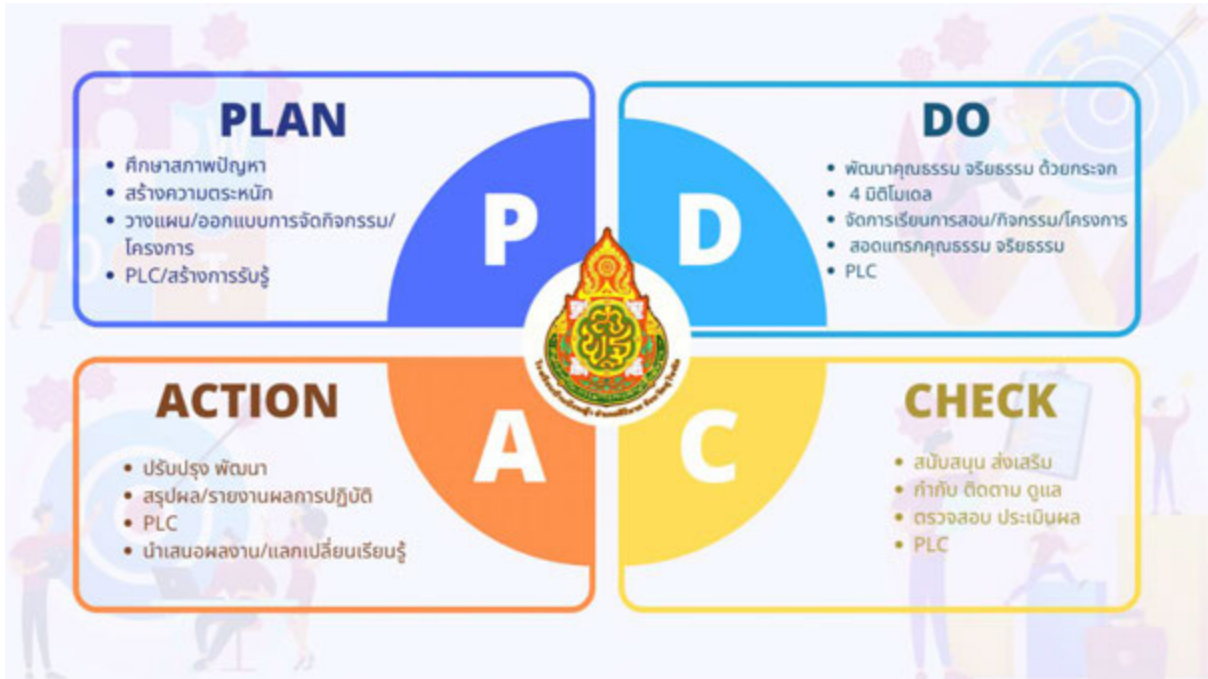 PLAN
ศึกษาสภาพปัญหา
สร้างความตระหนัก
วางแผน/ออกแบบการจัดกิจกรรม/
โครงการ
PLC/สร้างการรับรู้
P
DO
พัฒนาคุณธรรม จริยธรรม ด้วยกระจก
4 มิติโมเดล
จัดการเรียนการสอน/กิจกรรม/โครงการ
สอดแทรกคุณธรรม จริยธรรม
PLC
D
ACTION
ปรับปรุง พัฒนา
สรุปผล/รายงานผลการปฏิบัติ
PLC
นำเสนอผลงาน/แลกเปลี่ยนเรียนรู้
A
CHECK
สนับสนุน ส่งเสริม
กำกับ ติดตาม ดูแล
ตรวจสอบ ประเมินผล
PLC
C